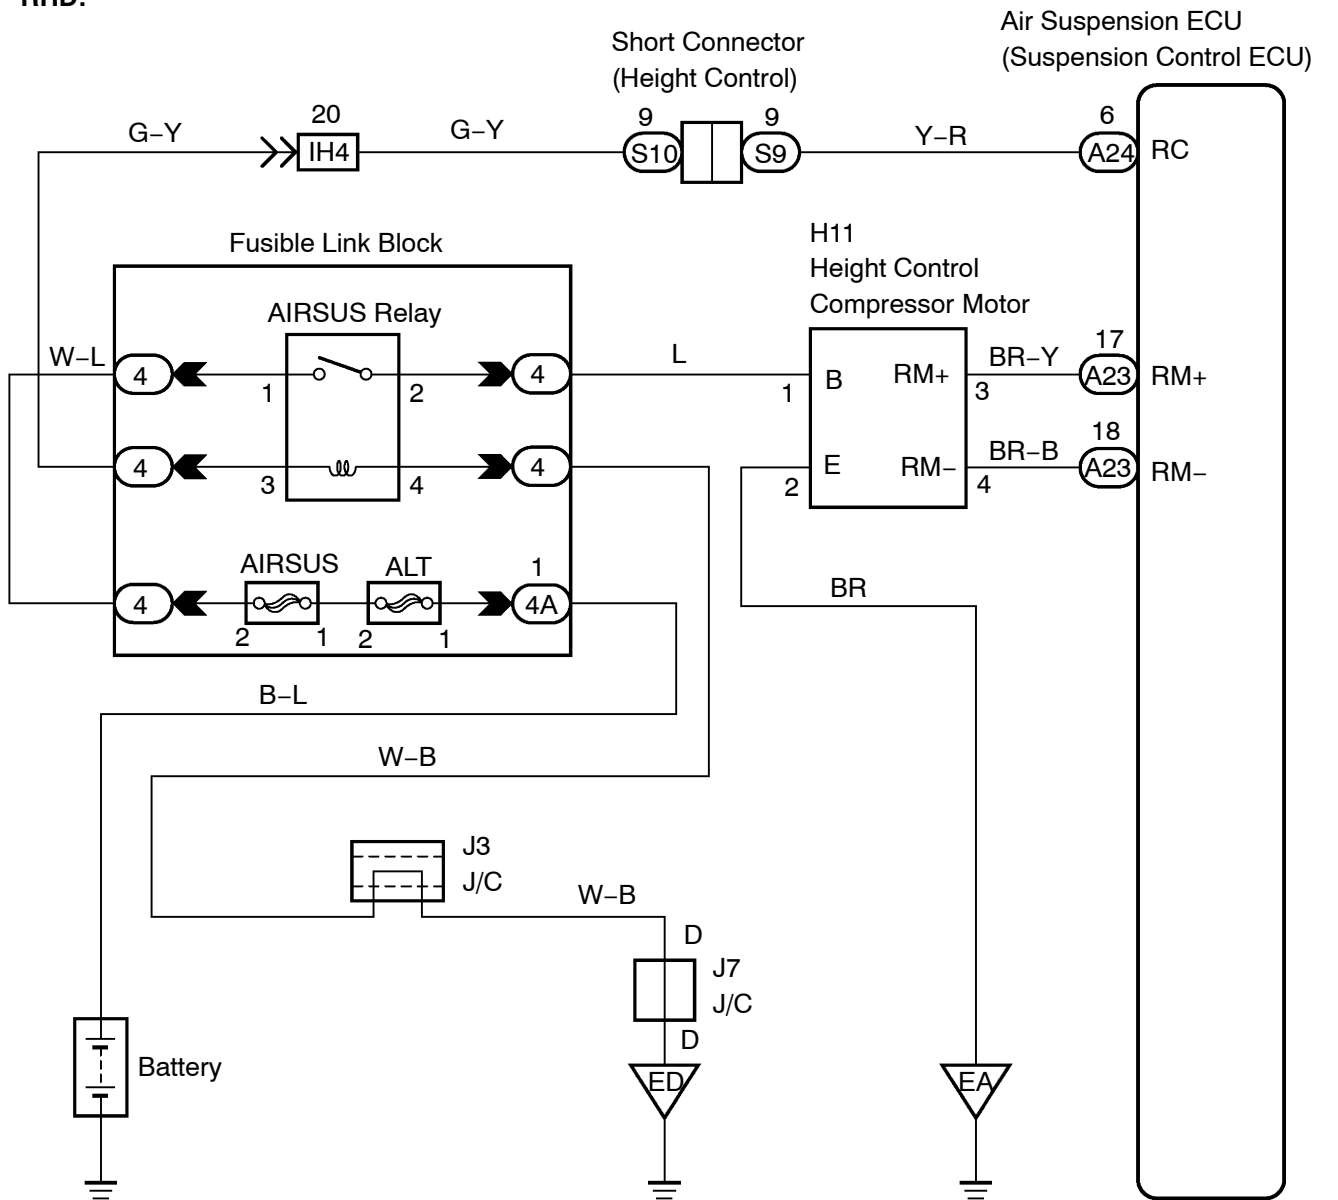 RHD:
Air Suspension ECU
(Suspension Control ECU)
Short Connector
(Height Control)
G−Y
20
IH4
G−Y
9
S10
9
S9
Y−R
6
A24
RC
Fusible Link Block
H11
Height Control
Compressor Motor
AIRSUS Relay
W−L
4
1
2
4
L
1
B
RM+
3
BR−Y
17
A23
RM+
4
3
4
4
2
E
RM−
4
BR−B
18
A23
RM−
AIRSUS
ALT
1
4
2
1
2
1
4A
BR
B−L
W−B
J3
J/C
W−B
D
J7
J/C
D
Battery
ED
EA